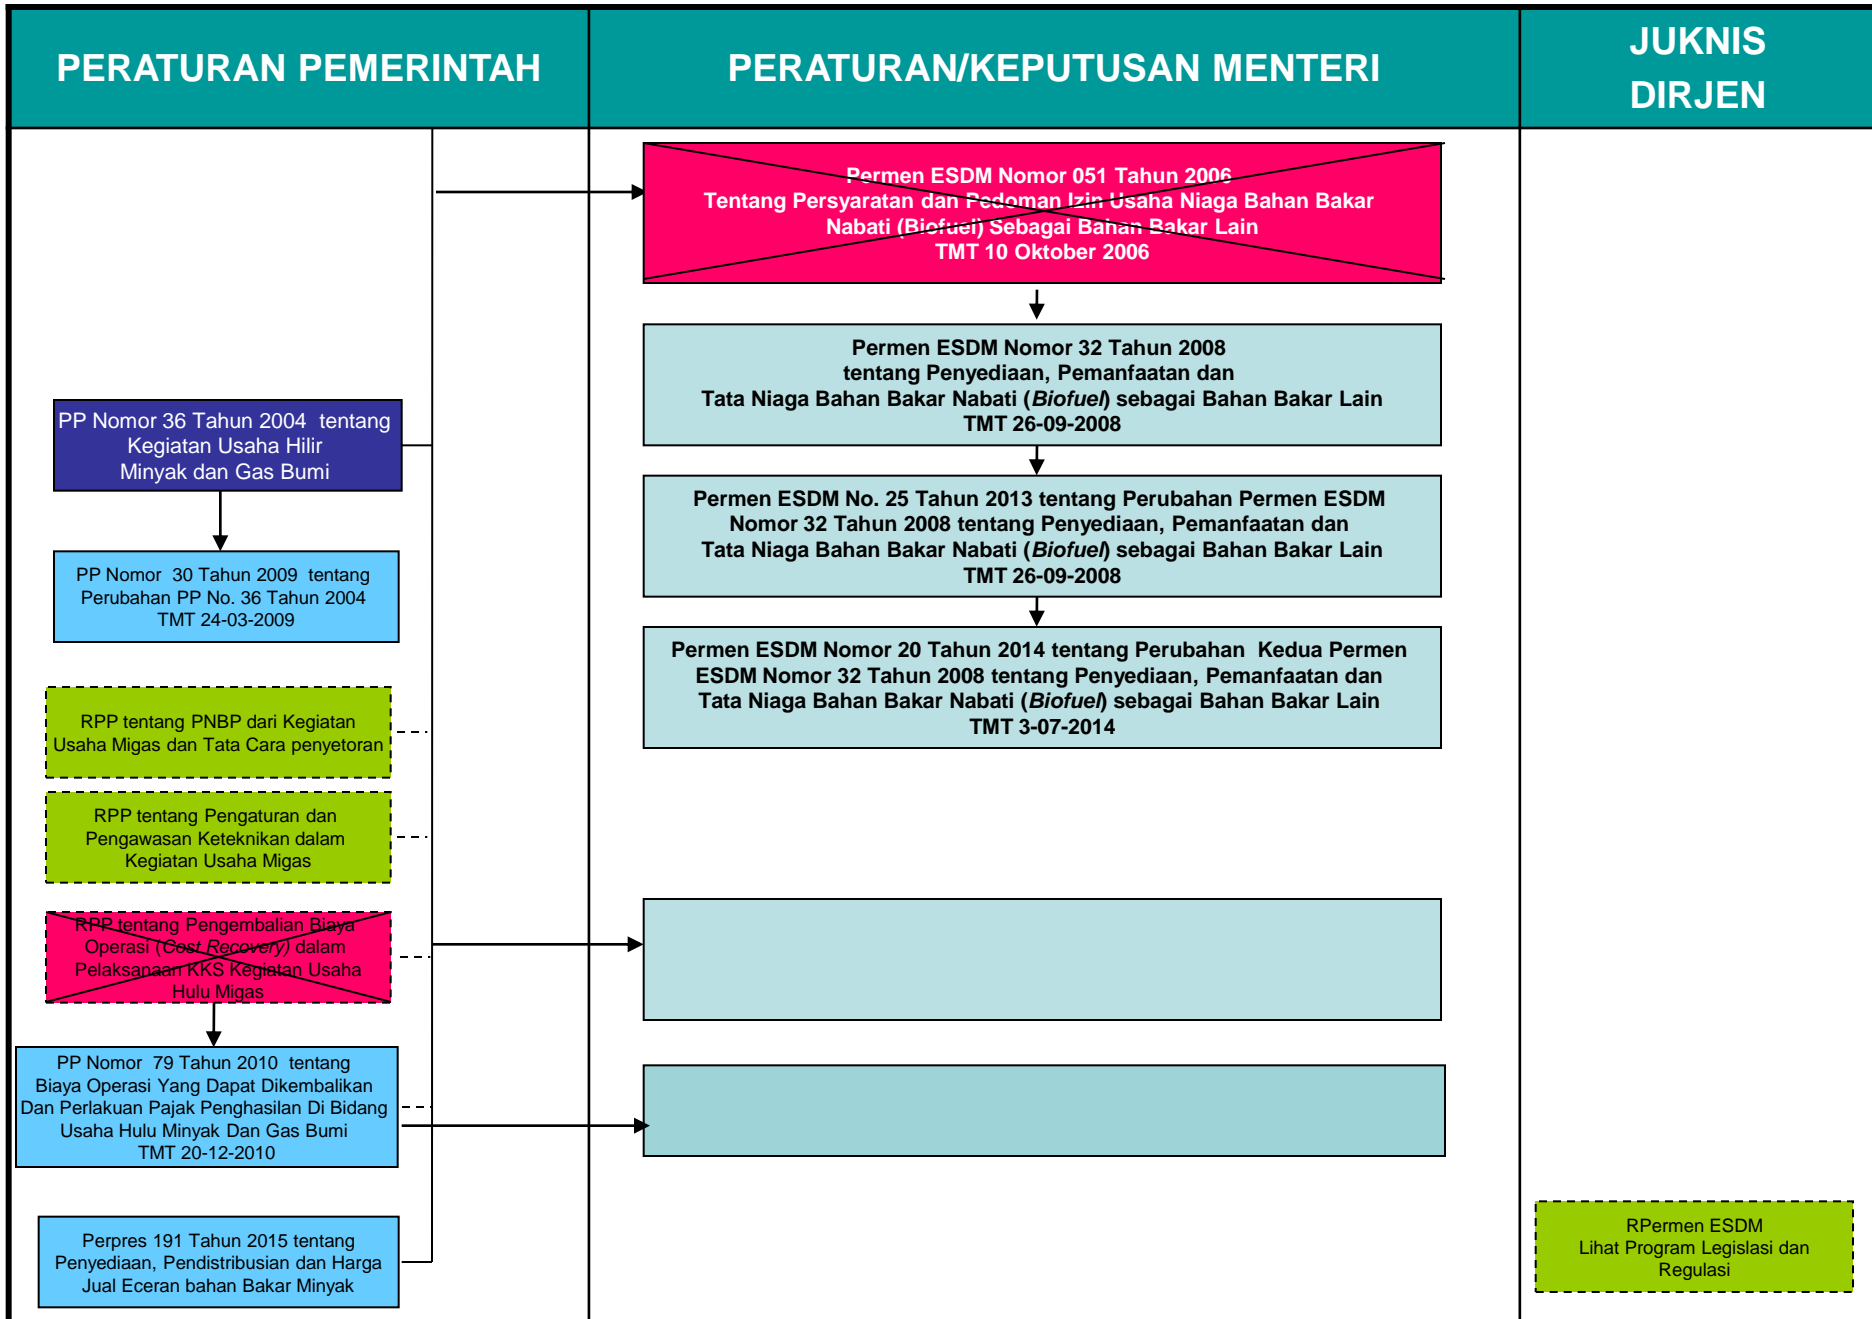 PERATURAN PEMERINTAH
PERATURAN/KEPUTUSAN MENTERI
JUKNIS
DIRJEN
PP Nomor 36 Tahun 2004 tentang
Kegiatan Usaha Hilir
Minyak dan Gas Bumi
PP Nomor 30 Tahun 2009 tentang
Perubahan PP No. 36 Tahun 2004
TMT 24-03-2009
RPP tentang PNBP dari Kegiatan
Usaha Migas dan Tata Cara penyetoran
RPP tentang Pengaturan dan
Pengawasan Keteknikan dalam
Kegiatan Usaha Migas
RPP tentang Pengembalian Biaya
Operasi (Cost Recovery) dalam
Pelaksanaan KKS Kegiatan Usaha
Hulu Migas
PP Nomor 79 Tahun 2010 tentang
Biaya Operasi Yang Dapat Dikembalikan
Dan Perlakuan Pajak Penghasilan Di Bidang
Usaha Hulu Minyak Dan Gas Bumi
TMT 20-12-2010
Perpres 191 Tahun 2015 tentang
Penyediaan, Pendistribusian dan Harga
Jual Eceran bahan Bakar Minyak
Permen ESDM Nomor 051 Tahun 2006
Tentang Persyaratan dan Pedoman Izin Usaha Niaga Bahan Bakar
Nabati (Biofuel) Sebagai Bahan Bakar Lain
TMT 10 Oktober 2006
Permen ESDM Nomor 32 Tahun 2008
tentang Penyediaan, Pemanfaatan dan
Tata Niaga Bahan Bakar Nabati (Biofuel) sebagai Bahan Bakar Lain
TMT 26-09-2008
Permen ESDM No. 25 Tahun 2013 tentang Perubahan Permen ESDM
Nomor 32 Tahun 2008 tentang Penyediaan, Pemanfaatan dan
Tata Niaga Bahan Bakar Nabati (Biofuel) sebagai Bahan Bakar Lain
TMT 26-09-2008
Permen ESDM Nomor 20 Tahun 2014 tentang Perubahan Kedua Permen
ESDM Nomor 32 Tahun 2008 tentang Penyediaan, Pemanfaatan dan
Tata Niaga Bahan Bakar Nabati (Biofuel) sebagai Bahan Bakar Lain
TMT 3-07-2014
RPermen ESDM
Lihat Program Legislasi dan
Regulasi